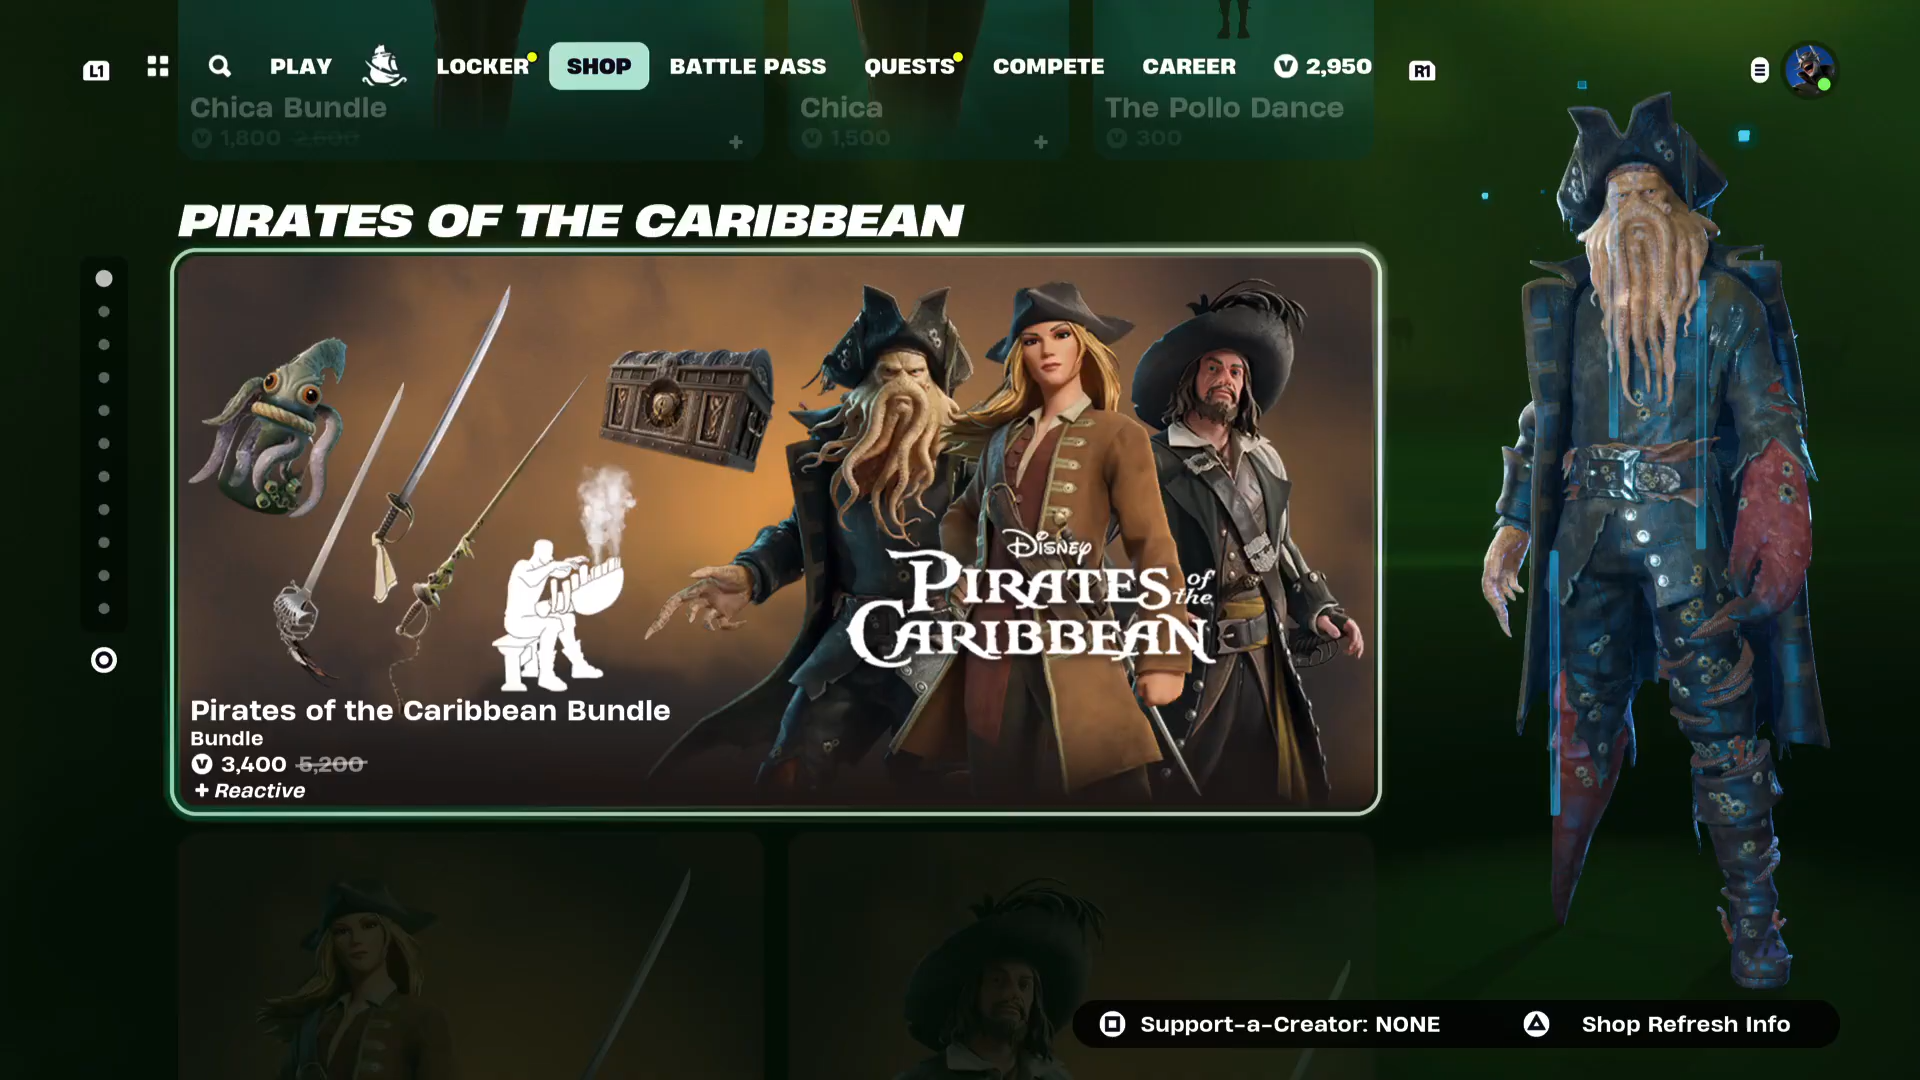 L1
PLAY
LOCKER
SHOP
BATTLE PASS
QUESTS
COMPETE
CAREER
2,950
R1
Chica Bundle
1,800 2,600
+
Chica
1,500
+
The Pollo Dance
300
PIRATES OF THE CARIBBEAN
DISNEY
PIRATES of the
CARIBBEAN
Pirates of the Caribbean Bundle
Bundle
3,400 5,200
+ Reactive
Support-a-Creator: NONE
Shop Refresh Info